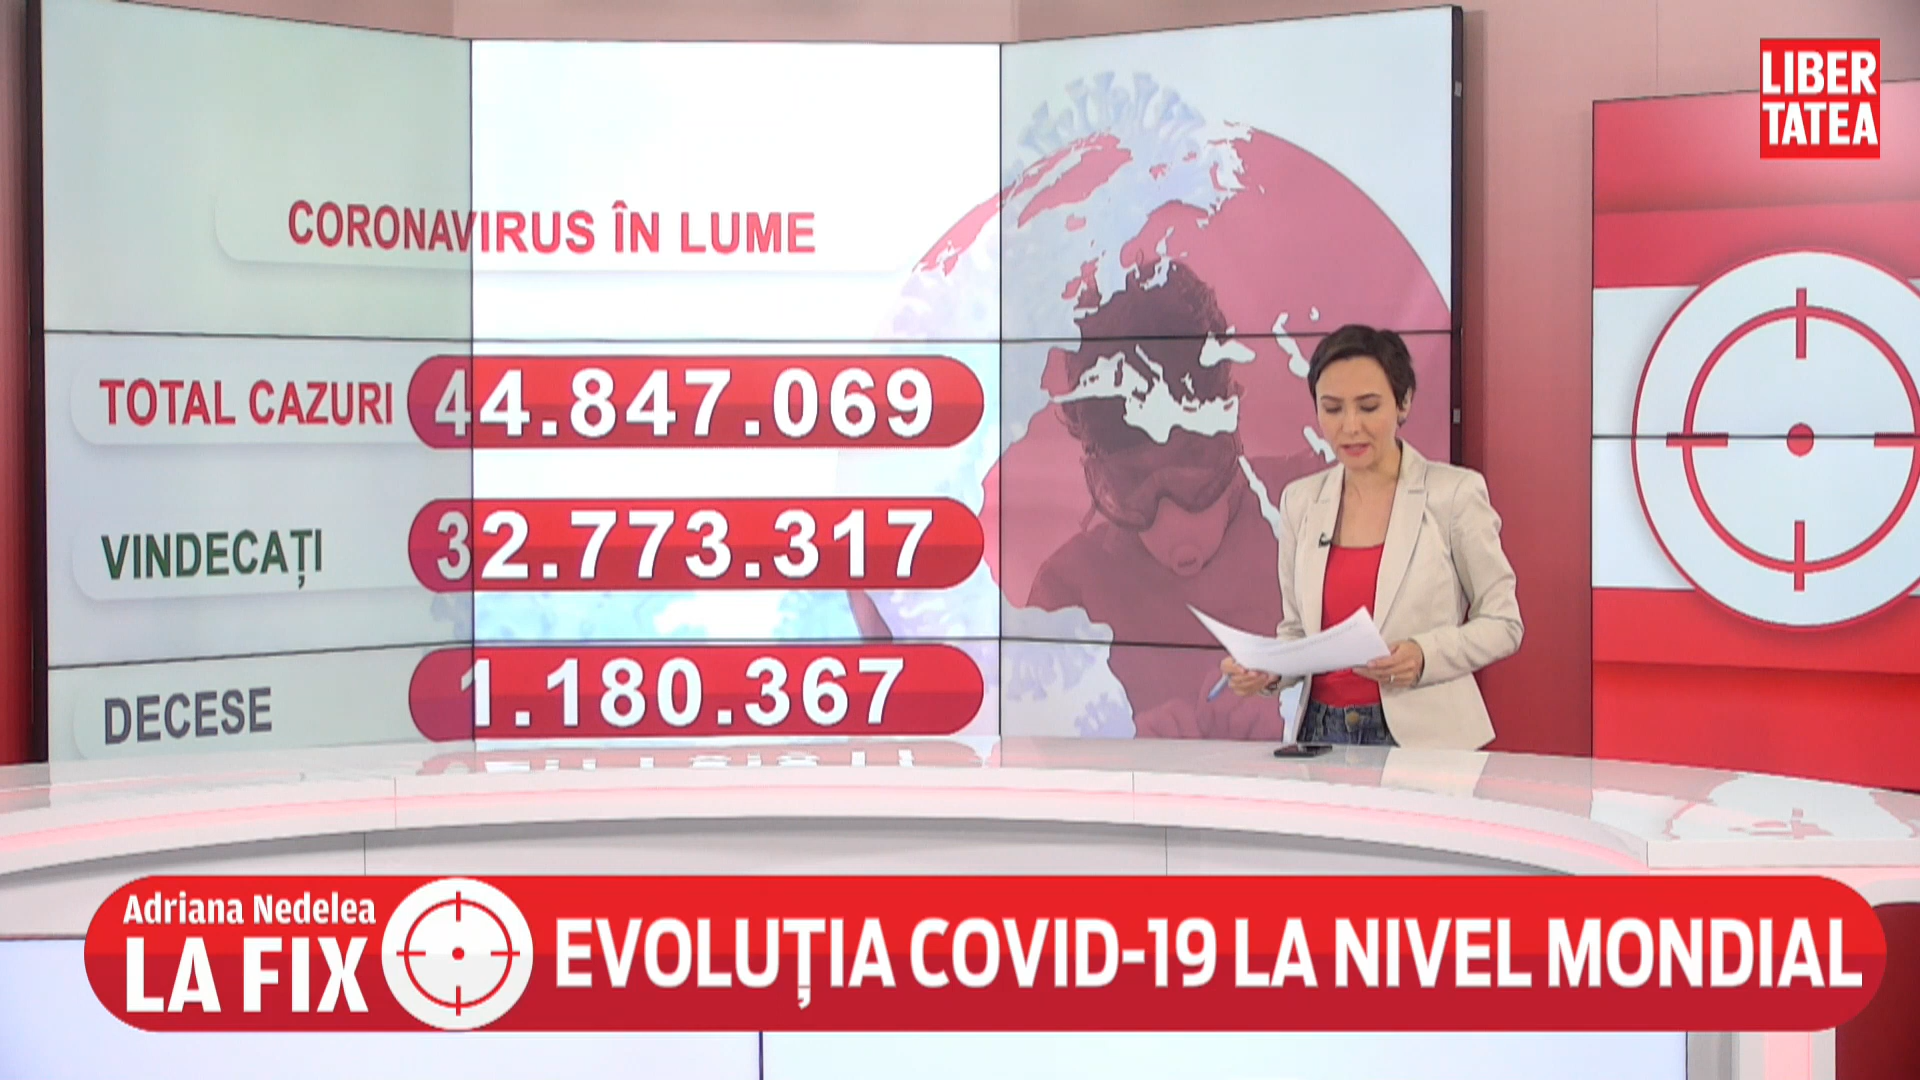 LIBER
TATEA
CORONAVIRUS ÎN LUME
TOTAL CAZURI 44.847.069
VINDECAȚI 32.773.317
DECESE 1.180.367
Adriana Nedelea
LA FIX
EVOLUȚIA COVID-19 LA NIVEL MONDIAL